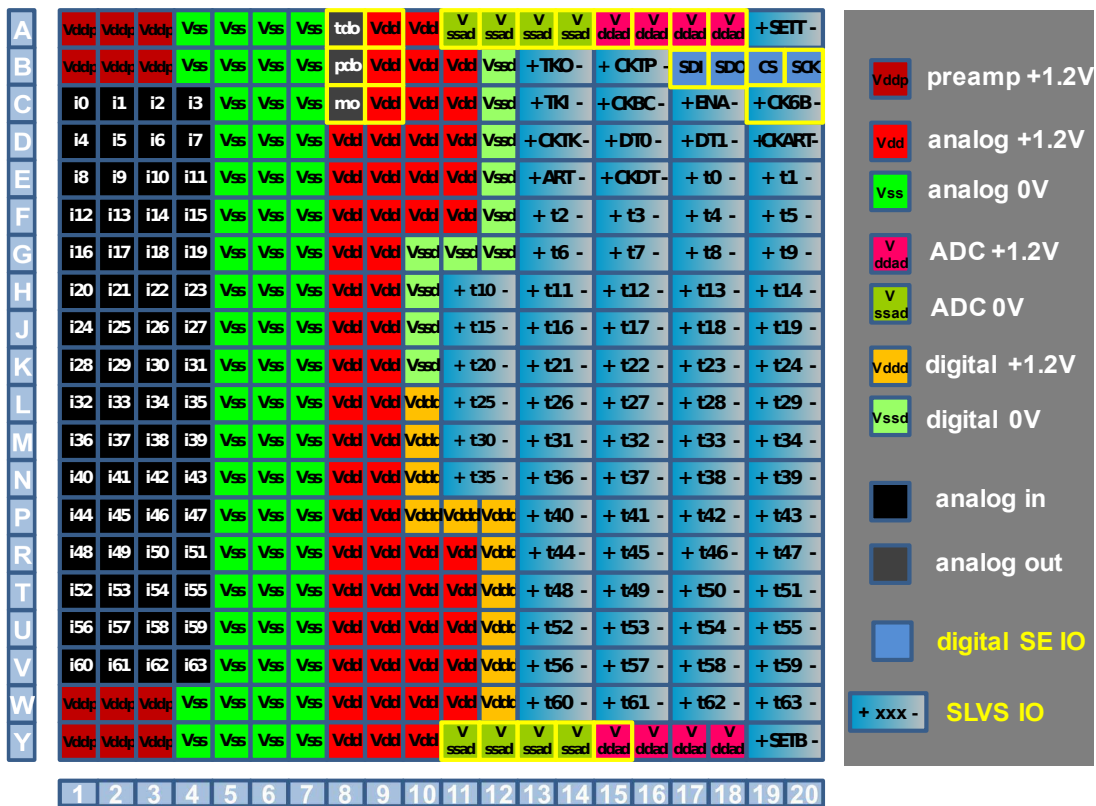 A Vddp Vddp Vddp Vss Vss Vss Vss tdo Vdd Vdd V ssad V ssad V ssad V ssad V ddad V ddad V ddad V ddad + SETT -
B Vddp Vddp Vddp Vss Vss Vss Vss pdo Vdd Vdd Vdd Vssd + TKO - + CKTP - SDI SDO CS SCK
C i0 i1 i2 i3 Vss Vss Vss mo Vdd Vdd Vdd Vssd + TKI - + CKBC - + ENA - + CK6B -
D i4 i5 i6 i7 Vss Vss Vss Vdd Vdd Vdd Vdd Vssd + CKTK - + DT0 - + DT1 - +CKART-
E i8 i9 i10 i11 Vss Vss Vss Vdd Vdd Vdd Vdd Vssd + ART - + CKDT - + t0 - + t1 -
F i12 i13 i14 i15 Vss Vss Vss Vdd Vdd Vdd Vdd Vssd + t2 - + t3 - + t4 - + t5 -
G i16 i17 i18 i19 Vss Vss Vss Vdd Vdd Vssd Vssd Vssd + t6 - + t7 - + t8 - + t9 -
H i20 i21 i22 i23 Vss Vss Vss Vdd Vdd Vssd + t10 - + t11 - + t12 - + t13 - + t14 -
J i24 i25 i26 i27 Vss Vss Vss Vdd Vdd Vssd + t15 - + t16 - + t17 - + t18 - + t19 -
K i28 i29 i30 i31 Vss Vss Vss Vdd Vdd Vssd + t20 - + t21 - + t22 - + t23 - + t24 -
L i32 i33 i34 i35 Vss Vss Vss Vdd Vdd Vddd + t25 - + t26 - + t27 - + t28 - + t29 -
M i36 i37 i38 i39 Vss Vss Vss Vdd Vdd Vddd + t30 - + t31 - + t32 - + t33 - + t34 -
N i40 i41 i42 i43 Vss Vss Vss Vdd Vdd Vddd + t35 - + t36 - + t37 - + t38 - + t39 -
P i44 i45 i46 i47 Vss Vss Vss Vdd Vdd Vddd Vddd Vddd + t40 - + t41 - + t42 - + t43 -
R i48 i49 i50 i51 Vss Vss Vss Vdd Vdd Vdd Vdd Vddd + t44 - + t45 - + t46 - + t47 -
T i52 i53 i54 i55 Vss Vss Vss Vdd Vdd Vdd Vdd Vddd + t48 - + t49 - + t50 - + t51 -
U i56 i57 i58 i59 Vss Vss Vss Vdd Vdd Vdd Vdd Vddd + t52 - + t53 - + t54 - + t55 -
V i60 i61 i62 i63 Vss Vss Vss Vdd Vdd Vdd Vdd Vddd + t56 - + t57 - + t58 - + t59 -
W Vddp Vddp Vddp Vss Vss Vss Vss Vdd Vdd Vdd Vdd Vddd + t60 - + t61 - + t62 - + t63 -
Y Vddp Vddp Vddp Vss Vss Vss Vss Vdd Vdd Vdd V ssad V ssad V ssad V ssad V ddad V ddad V ddad V ddad + SETB -
1 2 3 4 5 6 7 8 9 10 11 12 13 14 15 16 17 18 19 20
Vddp preamp +1.2V
Vdd analog +1.2V
Vss analog 0V
V ddad ADC +1.2V
V ssad ADC 0V
Vddd digital +1.2V
Vssd digital 0V
analog in
analog out
digital SE IO
+ xxx - SLVS IO